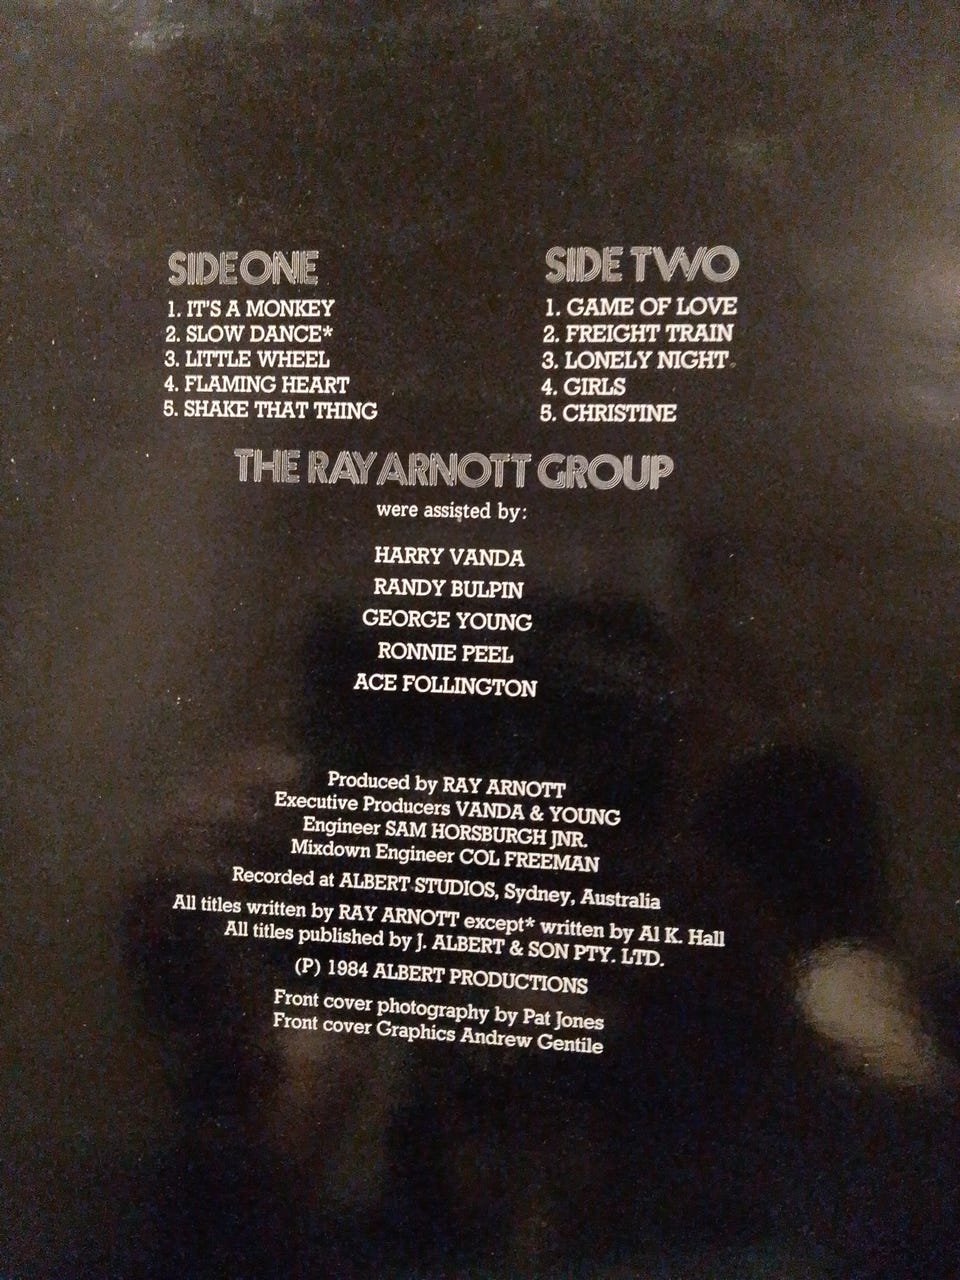 SIDE ONE
1. IT'S A MONKEY
2. SLOW DANCE*
3. LITTLE WHEEL
4. FLAMING HEART
5. SHAKE THAT THING
SIDE TWO
1. GAME OF LOVE
2. FREIGHT TRAIN
3. LONELY NIGHT
4. GIRLS
5. CHRISTINE
THE RAY ARNOTT GROUP
were assisted by:
HARRY VANDA
RANDY BULPIN
GEORGE YOUNG
RONNIE PEEL
ACE FOLLINGTON
Produced by RAY ARNOTT
Executive Producers VANDA & YOUNG
Engineer SAM HORSBURGH JNR.
Mixdown Engineer COL FREEMAN
Recorded at ALBERT STUDIOS, Sydney, Australia
All titles written by RAY ARNOTT except* written by Al K. Hall
All titles published by J. ALBERT & SON PTY. LTD.
(P) 1984 ALBERT PRODUCTIONS
Front cover photography by Pat Jones
Front cover Graphics Andrew Gentile